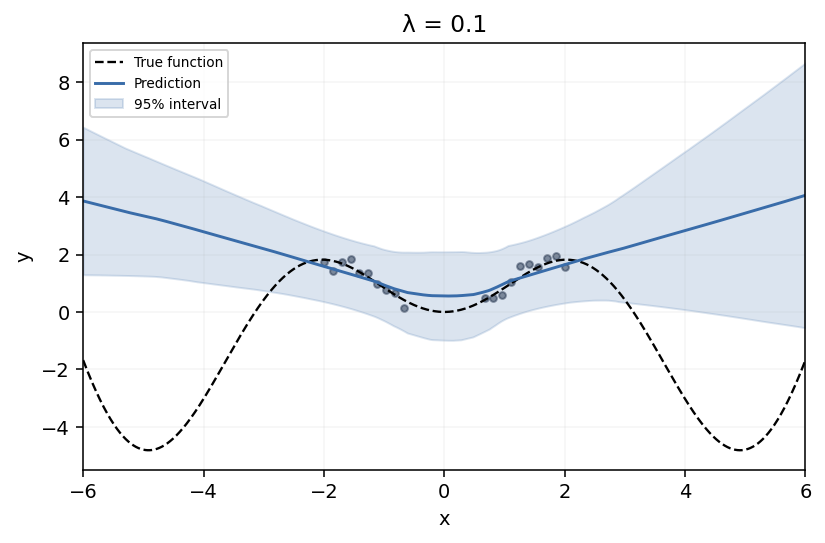 λ = 0.1
True function
Prediction
95% interval
8
6
4
2
0
−2
−4
y
−6 −4 −2 0 2 4 6
x